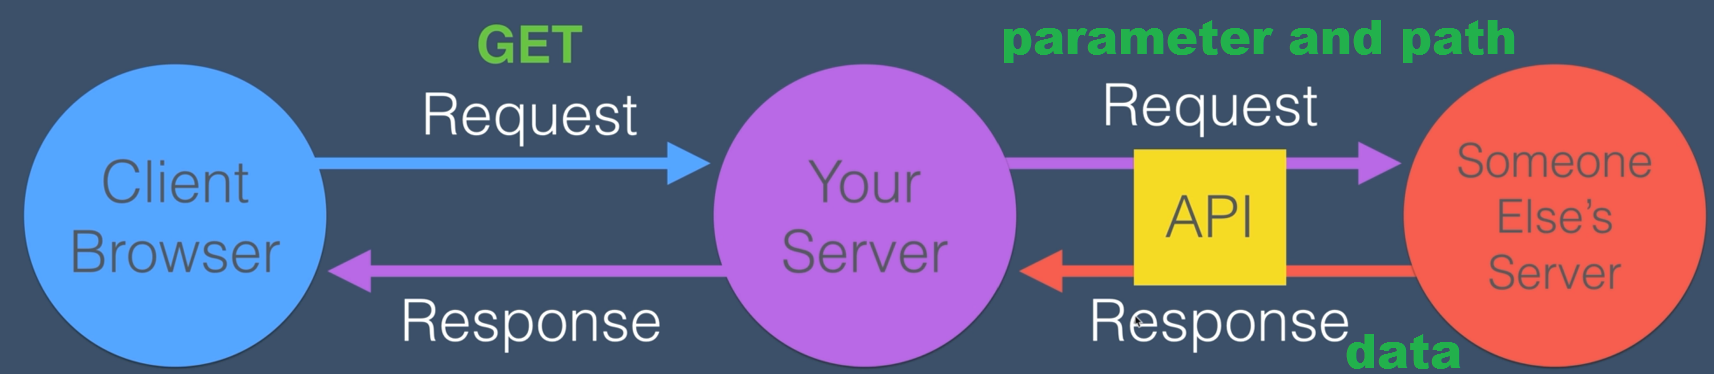 GET
Request
parameter and path
Request
Client
Browser
Your
Server
API
Someone
Else's
Server
Response
Response
data